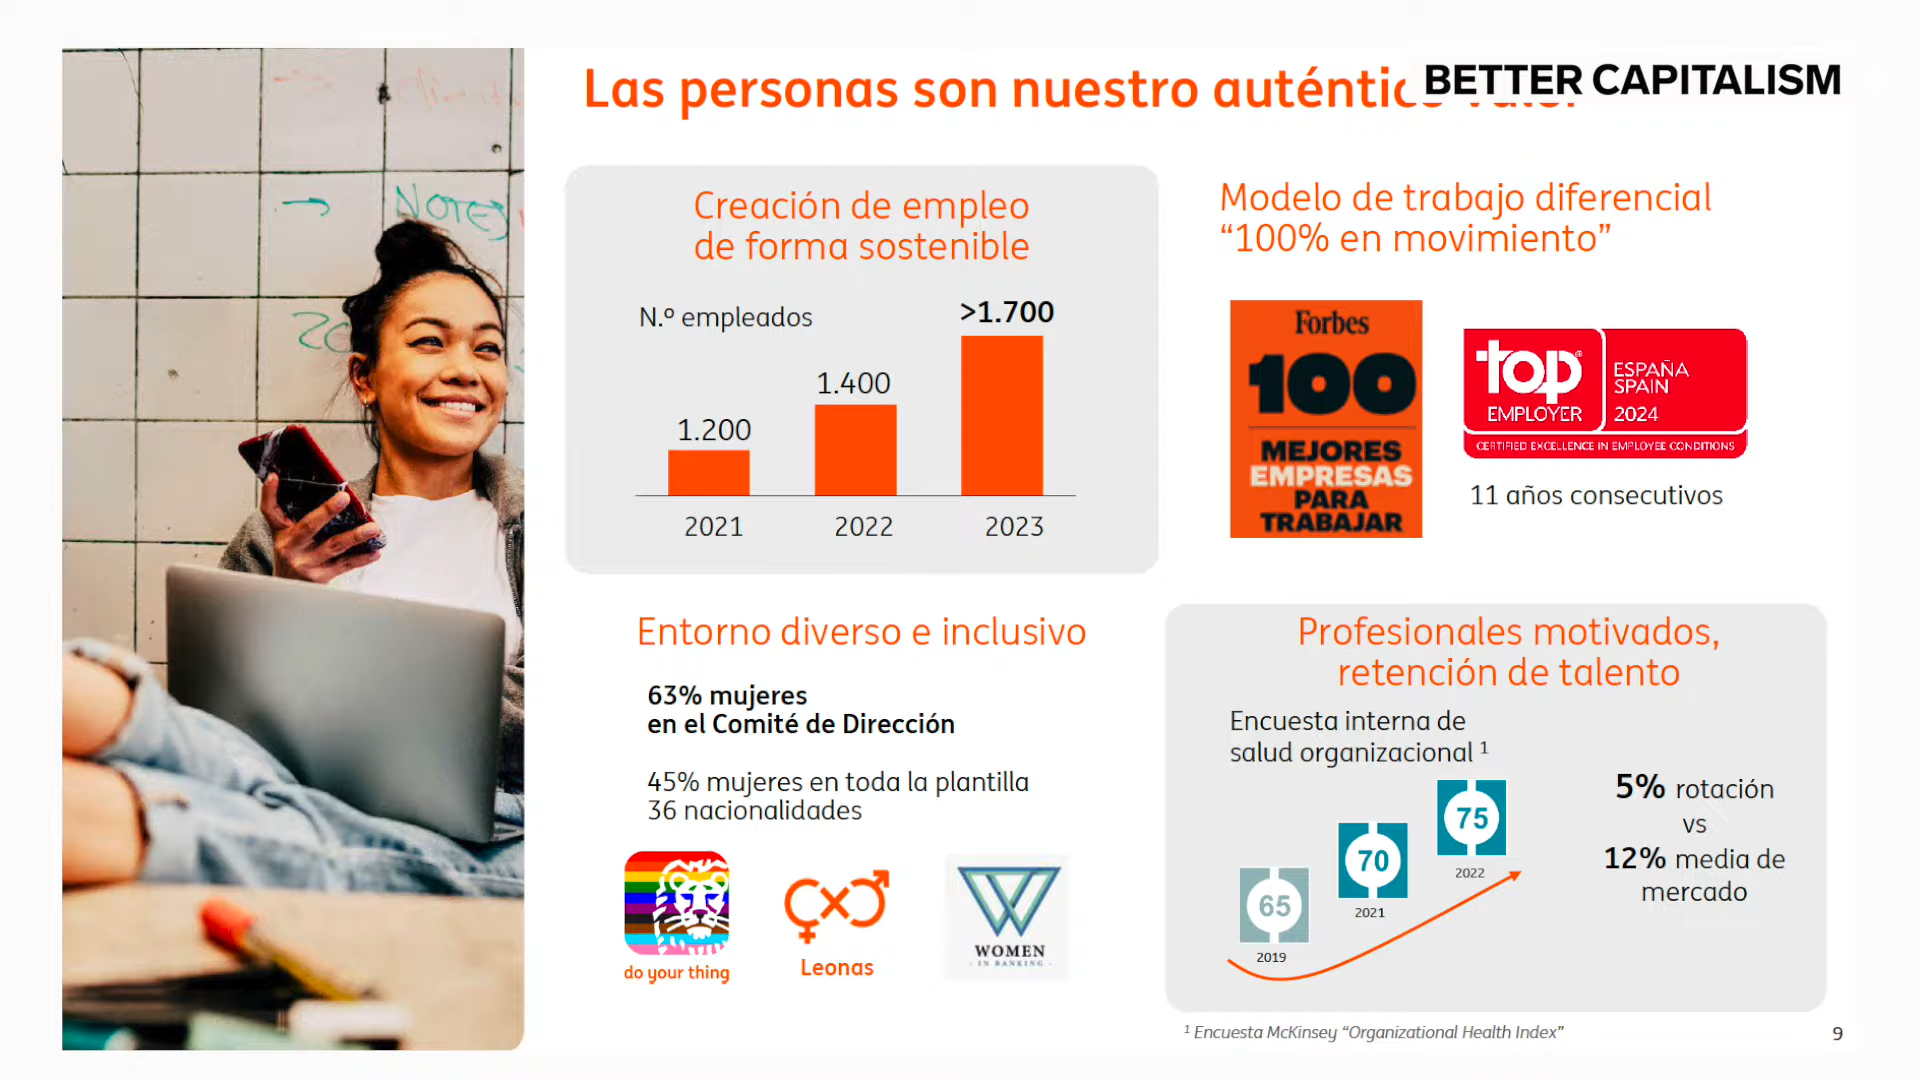 Las personas son nuestro auténtico valor
BETTER CAPITALISM
NOTES
Creación de empleo
de forma sostenible
N.º empleados
1.200
1.400
>1.700
2021
2022
2023
Modelo de trabajo diferencial
“100% en movimiento”
Forbes
100
MEJORES
EMPRESAS
PARA
TRABAJAR
top
EMPLOYER
ESPAÑA
SPAIN
2024
CERTIFIED EXCELLENCE IN EMPLOYEE CONDITIONS
11 años consecutivos
Entorno diverso e inclusivo
63% mujeres
en el Comité de Dirección
45% mujeres en toda la plantilla
36 nacionalidades
do your thing
Leonas
WOMEN
- IN BANKING -
Profesionales motivados,
retención de talento
Encuesta interna de
salud organizacional ¹
65
2019
70
2021
75
2022
5% rotación
vs
12% media de
mercado
¹ Encuesta McKinsey “Organizational Health Index”
9